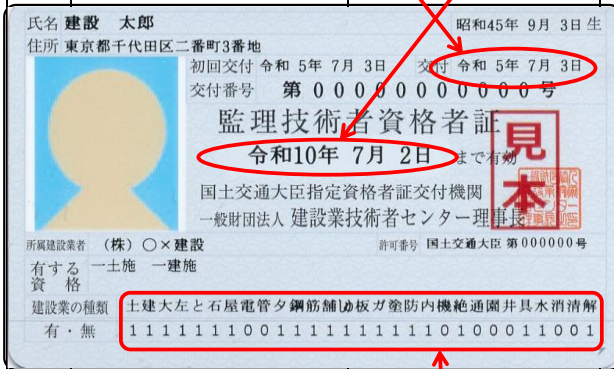 氏名 建設 太郎 昭和45年 9月 3日 生
住所 東京都千代田区二番町3番地
初回交付 令和 5年 7月 3日 交付 令和 5年 7月 3日
交付番号 第 00000000000 号
監理技術者資格者証
令和10年 7月 2日 まで有効
見本
国土交通大臣指定資格者証交付機関
一般財団法人 建設業技術者センター理事長
所属建設業者 (株) ○×建設 許可番号 国土交通大臣 第000000号
有する資格 一土施 一建施
建設業の種類 土建大左と石屋電管タ鋼筋舗しゆ板ガ塗防内機絶通園井具水消清解
有・無 11111110011111111111010001 1001